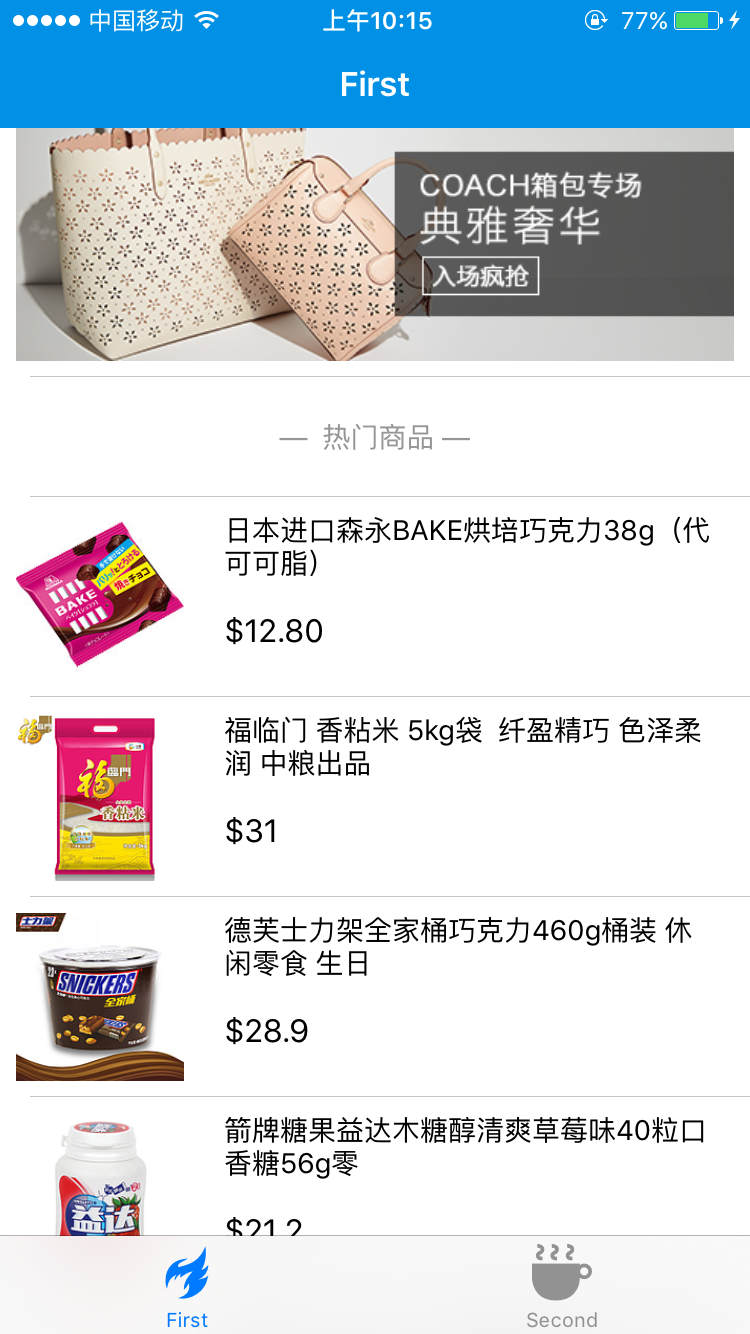 中国移动
上午10:15
77%
First
COACH箱包专场
典雅奢华
入场疯抢
— 热门商品 —
BAKE
日本进口森永BAKE烘培巧克力38g（代
可可脂）
$12.80
福临门 香粘米 5kg袋 纤盈精巧 色泽柔
润 中粮出品
$31
福
臨門
香粘米
士力架
SNICKERS
全家桶
德芙士力架全家桶巧克力460g桶装 休
闲零食 生日
$28.9
益达
箭牌糖果益达木糖醇清爽草莓味40粒口
香糖56g零
$21.2
First
Second